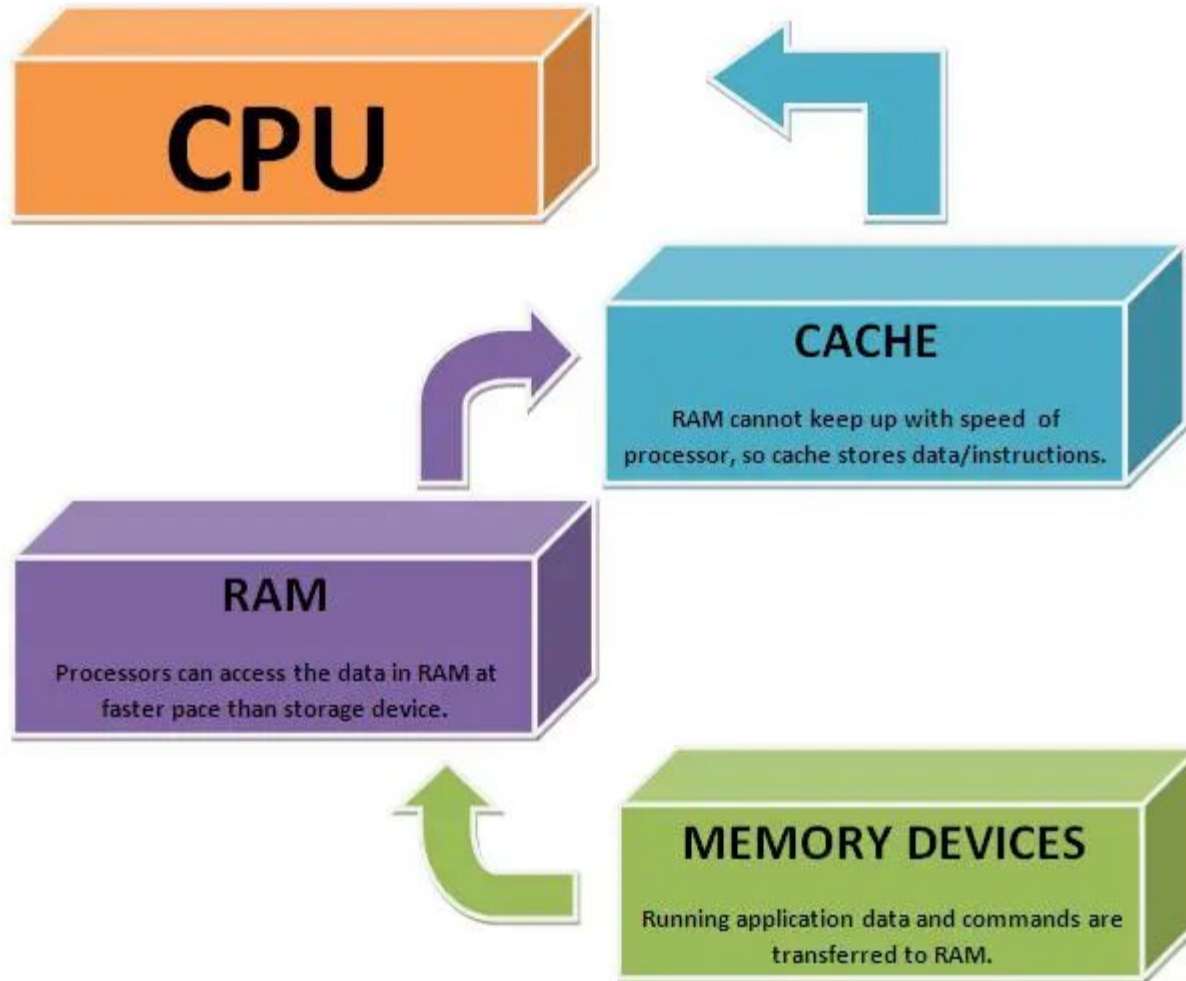 CPU
CACHE
RAM cannot keep up with speed of
processor, so cache stores data/instructions.
RAM
Processors can access the data in RAM at
faster pace than storage device.
MEMORY DEVICES
Running application data and commands are
transferred to RAM.